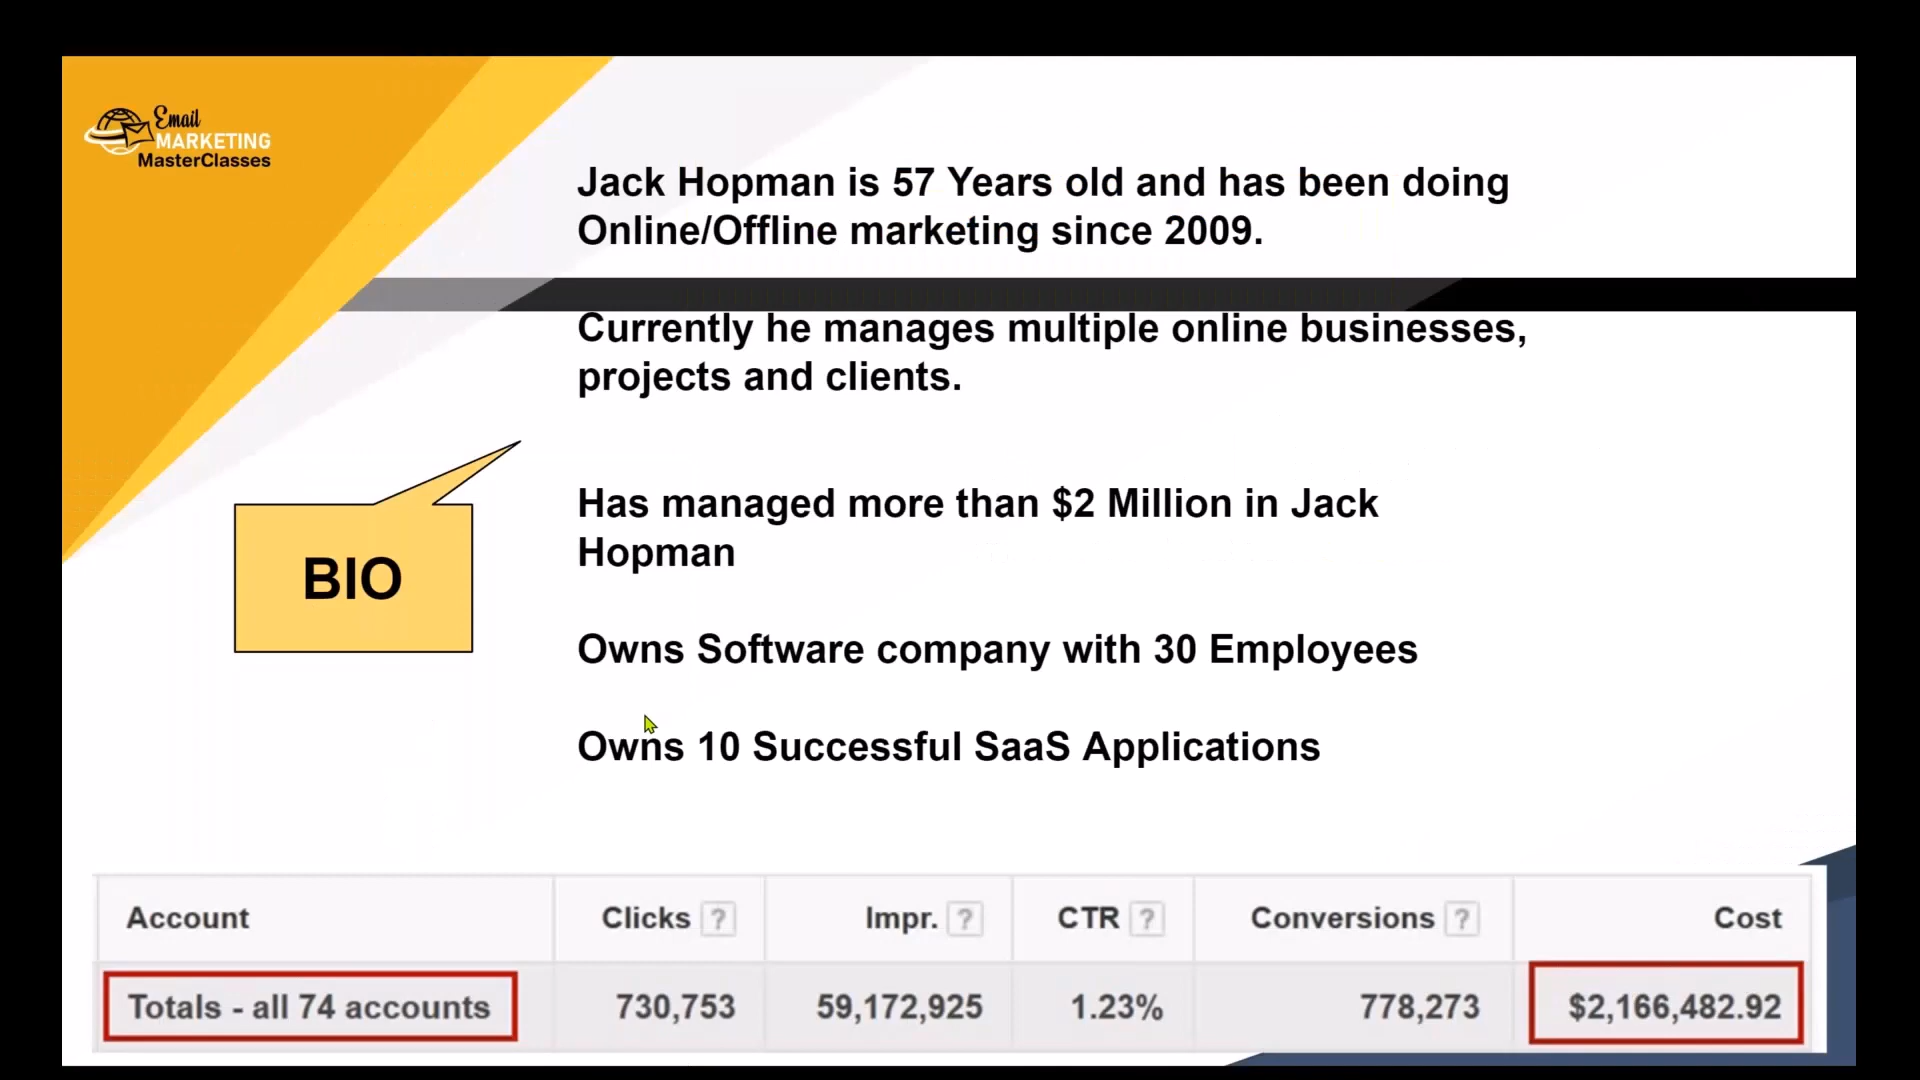 Email
MARKETING
MasterClasses
Jack Hopman is 57 Years old and has been doing
Online/Offline marketing since 2009.
Currently he manages multiple online businesses,
projects and clients.
Has managed more than $2 Million in Jack
Hopman
BIO
Owns Software company with 30 Employees
Owns 10 Successful SaaS Applications
Account Clicks ? Impr. ? CTR ? Conversions ? Cost
Totals - all 74 accounts 730,753 59,172,925 1.23% 778,273 $2,166,482.92